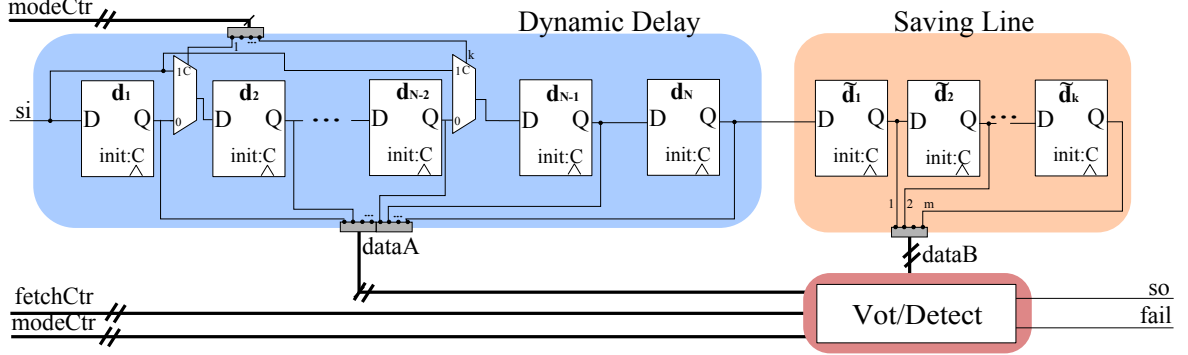 modeCtr
Dynamic Delay
Saving Line
1 ... k
1C
1C
d1 d2 dN-2 dN-1 dN d̃1 d̃2 d̃k
si
D Q 0 D Q ... D Q 0 D Q D Q D Q D Q ... D Q
init:C init:C init:C init:C init:C init:C init:C init:C
... ...
1 2 m
dataA
dataB
fetchCtr
modeCtr
Vot/Detect
so
fail